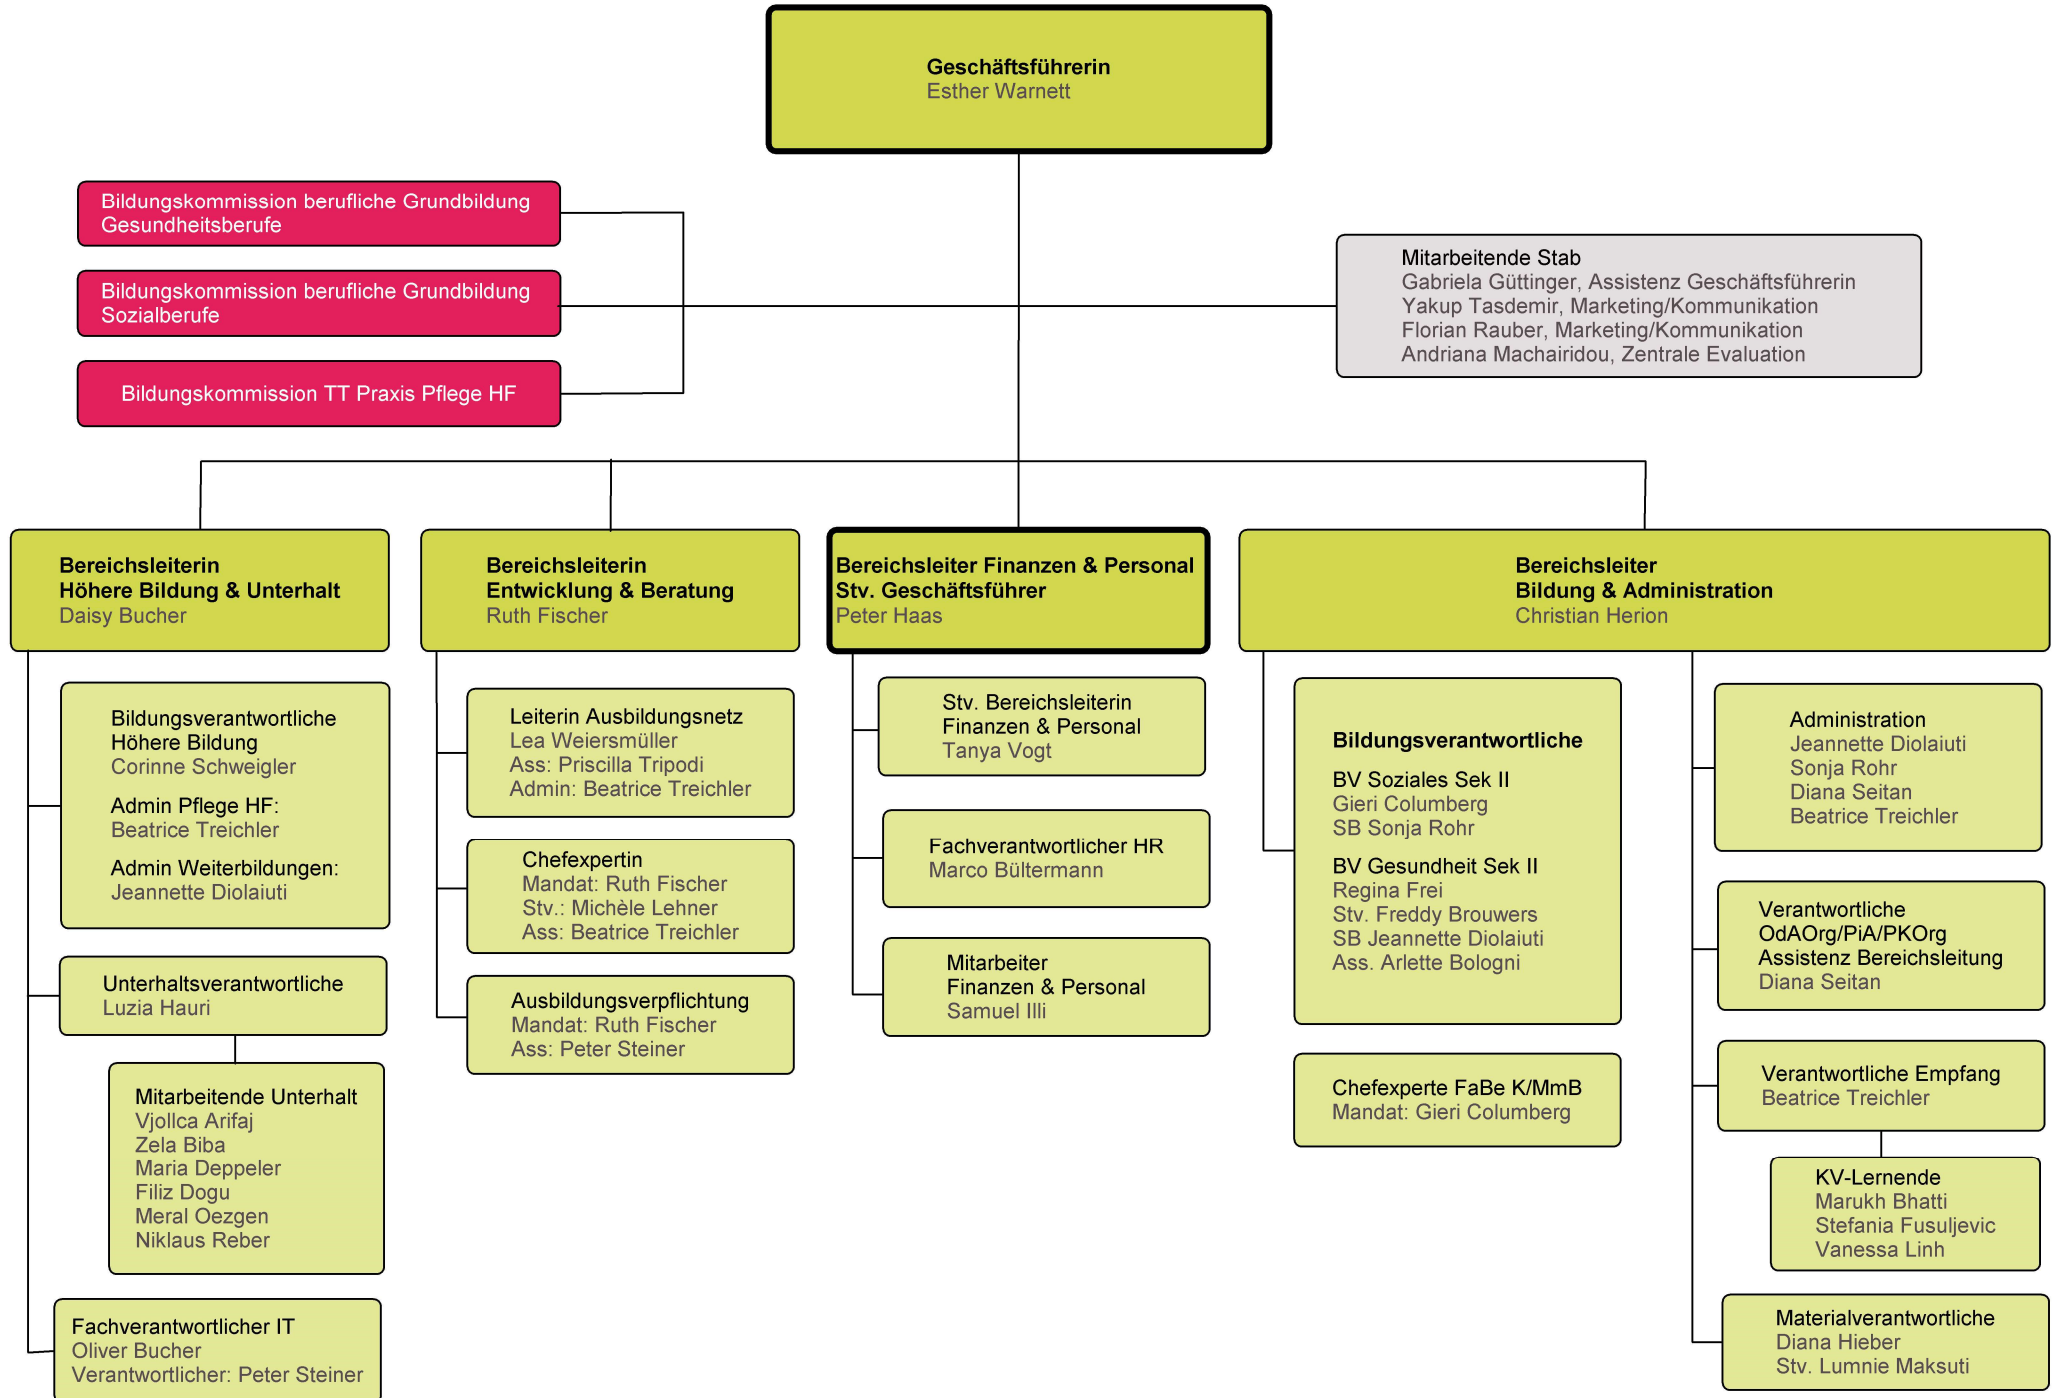 Geschäftsführerin
Esther Warnett
Bildungskommission berufliche Grundbildung
Gesundheitsberufe
Bildungskommission berufliche Grundbildung
Sozialberufe
Bildungskommission TT Praxis Pflege HF
Mitarbeitende Stab
Gabriela Güttinger, Assistenz Geschäftsführerin
Yakup Tasdemir, Marketing/Kommunikation
Florian Rauber, Marketing/Kommunikation
Andriana Machairidou, Zentrale Evaluation
Bereichsleiterin
Höhere Bildung & Unterhalt
Daisy Bucher
Bildungsverantwortliche
Höhere Bildung
Corinne Schweigler
Admin Pflege HF:
Beatrice Treichler
Admin Weiterbildungen:
Jeannette Diolaiuti
Unterhaltsverantwortliche
Luzia Hauri
Mitarbeitende Unterhalt
Vjollca Arifaj
Zela Biba
Maria Deppeler
Filiz Dogu
Meral Oezgen
Niklaus Reber
Fachverantwortlicher IT
Oliver Bucher
Verantwortlicher: Peter Steiner
Bereichsleiterin
Entwicklung & Beratung
Ruth Fischer
Leiterin Ausbildungsnetz
Lea Weiersmüller
Ass: Priscilla Tripodi
Admin: Beatrice Treichler
Chefexpertin
Mandat: Ruth Fischer
Stv.: Michèle Lehner
Ass: Beatrice Treichler
Ausbildungsverpflichtung
Mandat: Ruth Fischer
Ass: Peter Steiner
Bereichsleiter Finanzen & Personal
Stv. Geschäftsführer
Peter Haas
Stv. Bereichsleiterin
Finanzen & Personal
Tanya Vogt
Fachverantwortlicher HR
Marco Bültermann
Mitarbeiter
Finanzen & Personal
Samuel Illi
Bereichsleiter
Bildung & Administration
Christian Herion
Bildungsverantwortliche
BV Soziales Sek II
Gieri Columberg
SB Sonja Rohr
BV Gesundheit Sek II
Regina Frei
Stv. Freddy Brouwers
SB Jeannette Diolaiuti
Ass. Arlette Bologni
Chefexperte FaBe K/MmB
Mandat: Gieri Columberg
Administration
Jeannette Diolaiuti
Sonja Rohr
Diana Seitan
Beatrice Treichler
Verantwortliche
OdAOrg/PiA/PKOrg
Assistenz Bereichsleitung
Diana Seitan
Verantwortliche Empfang
Beatrice Treichler
KV-Lernende
Marukh Bhatti
Stefania Fusuljevic
Vanessa Linh
Materialverantwortliche
Diana Hieber
Stv. Lumnie Maksuti